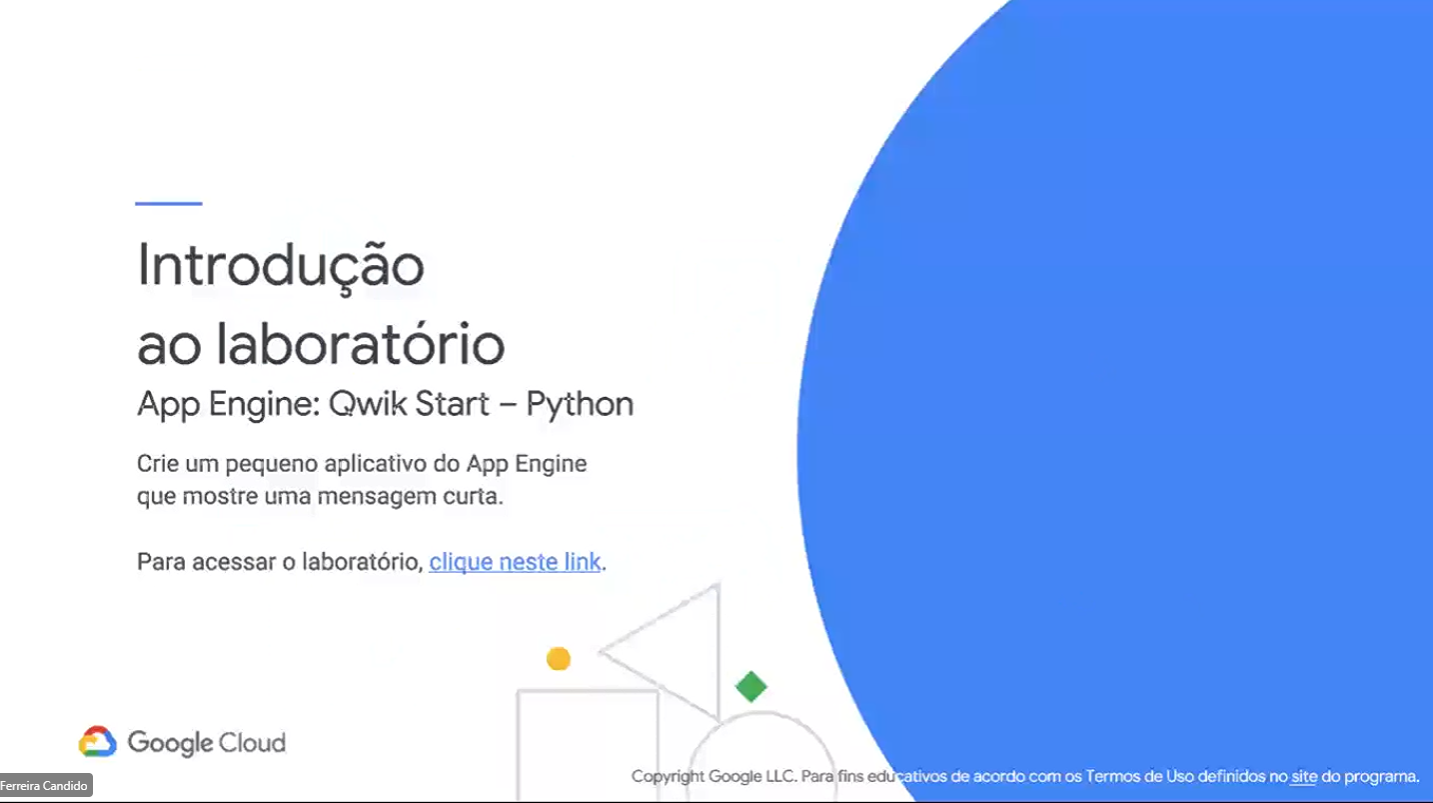 Introdução
ao laboratório
App Engine: Qwik Start – Python
Crie um pequeno aplicativo do App Engine
que mostre uma mensagem curta.
Para acessar o laboratório, clique neste link.
Google Cloud
Copyright Google LLC. Para fins educativos de acordo com os Termos de Uso definidos no site do programa.
Ferreira Candido